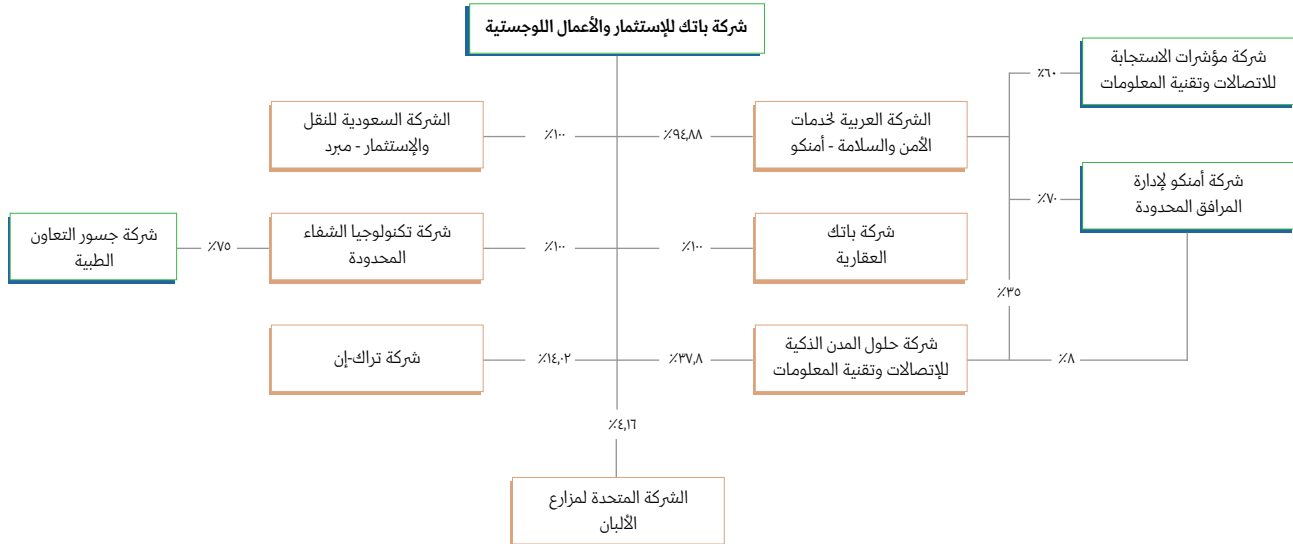 شركة باتك للإستثمار والأعمال اللوجستية
شركة مؤشرات الاستجابة
للاتصالات وتقنية المعلومات
٪٦٠
الشركة العربية لخدمات
الأمن والسلامة - أمنكو
٪٩٤,٨٨
٪١٠٠
الشركة السعودية للنقل
والإستثمار - مبرد
شركة أمنكو لإدارة
المرافق المحدودة
٪٧٠
شركة باتك
العقارية
٪١٠٠
٪١٠٠
شركة تكنولوجيا الشفاء
المحدودة
٪٧٥
شركة جسور التعاون
الطبية
٪٣٥
٪٨
شركة حلول المدن الذكية
للإتصالات وتقنية المعلومات
٪٣٧,٨
٪١٤,٠٢
شركة تراك-إن
٪٤,١٦
الشركة المتحدة لمزارع
الألبان